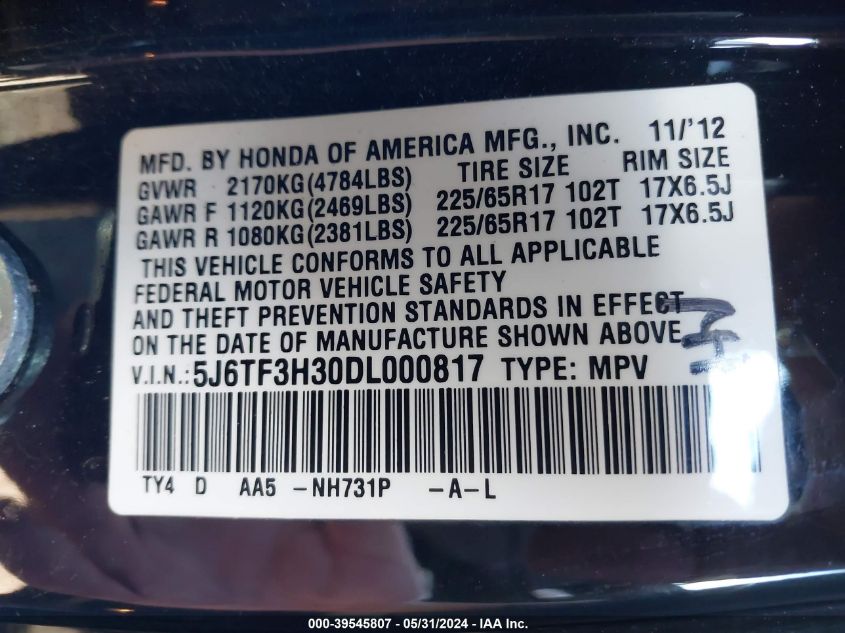 MFD. BY HONDA OF AMERICA MFG., INC. 11/'12
TIRE SIZE RIM SIZE
GVWR 2170KG(4784LBS)
GAWR F 1120KG(2469LBS) 225/65R17 102T 17X6.5J
GAWR R 1080KG(2381LBS) 225/65R17 102T 17X6.5J
THIS VEHICLE CONFORMS TO ALL APPLICABLE
FEDERAL MOTOR VEHICLE SAFETY
AND THEFT PREVENTION STANDARDS IN EFFECT
ON THE DATE OF MANUFACTURE SHOWN ABOVE
V.I.N.: 5J6TF3H30DL000817 TYPE: MPV
TY4 D AA5 -NH731P -A-L
000-39545807 - 05/31/2024 - IAA Inc.